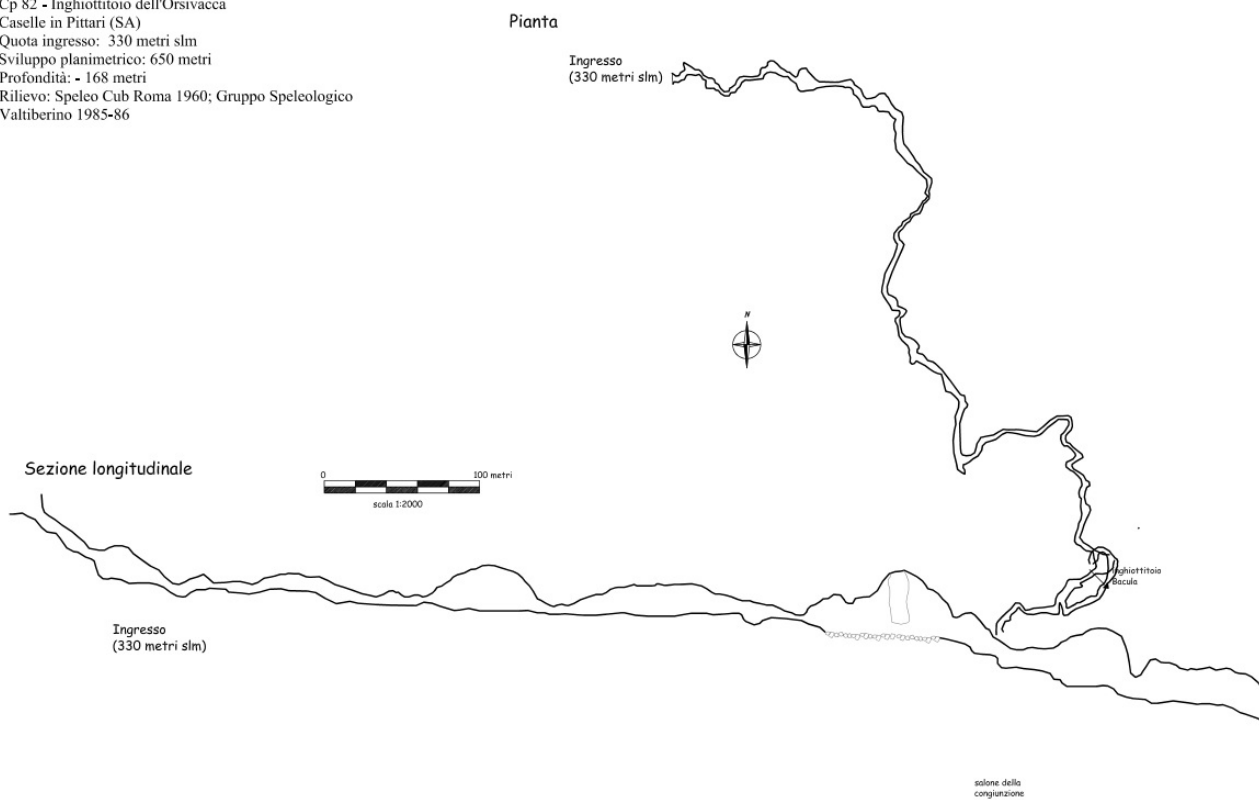 Cp 82 - Inghiottitoio dell'Orsivacca
Caselle in Pittari (SA)
Quota ingresso: 330 metri slm
Sviluppo planimetrico: 650 metri
Profondità: - 168 metri
Rilievo: Speleo Cub Roma 1960; Gruppo Speleologico
Valtiberino 1985-86
Pianta
Ingresso
(330 metri slm)
N
Sezione longitudinale
0 100 metri
scala 1:2000
Inghiottitoio
Bacula
Ingresso
(330 metri slm)
salone della
congiunzione